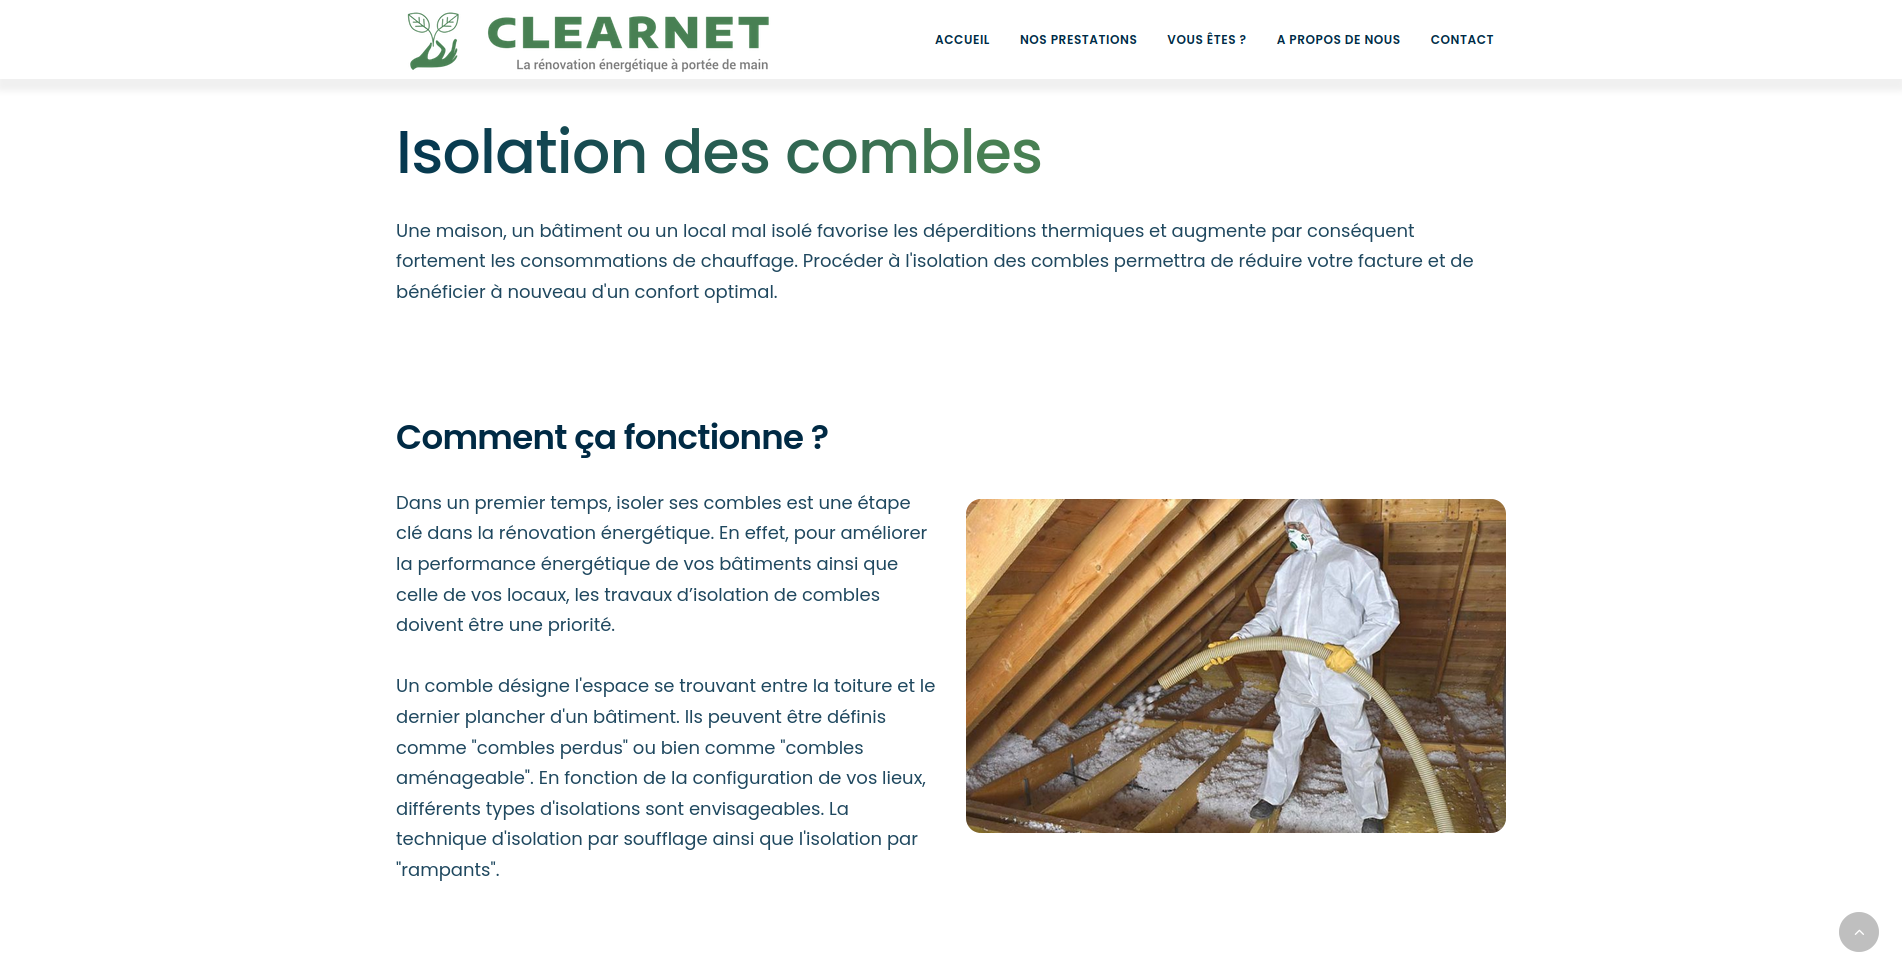 CLEARNET
La rénovation énergétique à portée de main
ACCUEIL NOS PRESTATIONS VOUS ÊTES ? A PROPOS DE NOUS CONTACT
Isolation des combles
Une maison, un bâtiment ou un local mal isolé favorise les déperditions thermiques et augmente par conséquent
fortement les consommations de chauffage. Procéder à l'isolation des combles permettra de réduire votre facture et de
bénéficier à nouveau d'un confort optimal.
Comment ça fonctionne ?
Dans un premier temps, isoler ses combles est une étape
clé dans la rénovation énergétique. En effet, pour améliorer
la performance énergétique de vos bâtiments ainsi que
celle de vos locaux, les travaux d’isolation de combles
doivent être une priorité.
Un comble désigne l'espace se trouvant entre la toiture et le
dernier plancher d'un bâtiment. Ils peuvent être définis
comme "combles perdus" ou bien comme "combles
aménageable". En fonction de la configuration de vos lieux,
différents types d'isolations sont envisageables. La
technique d'isolation par soufflage ainsi que l'isolation par
"rampants".